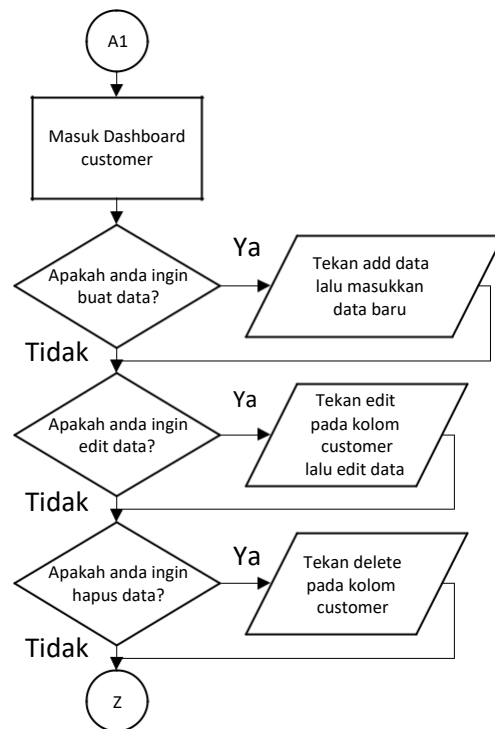 A1
Masuk Dashboard
customer
Apakah anda ingin
buat data?
Ya
Tekan add data
lalu masukkan
data baru
Tidak
Apakah anda ingin
edit data?
Ya
Tekan edit
pada kolom
customer
lalu edit data
Tidak
Apakah anda ingin
hapus data?
Ya
Tekan delete
pada kolom
customer
Tidak
Z